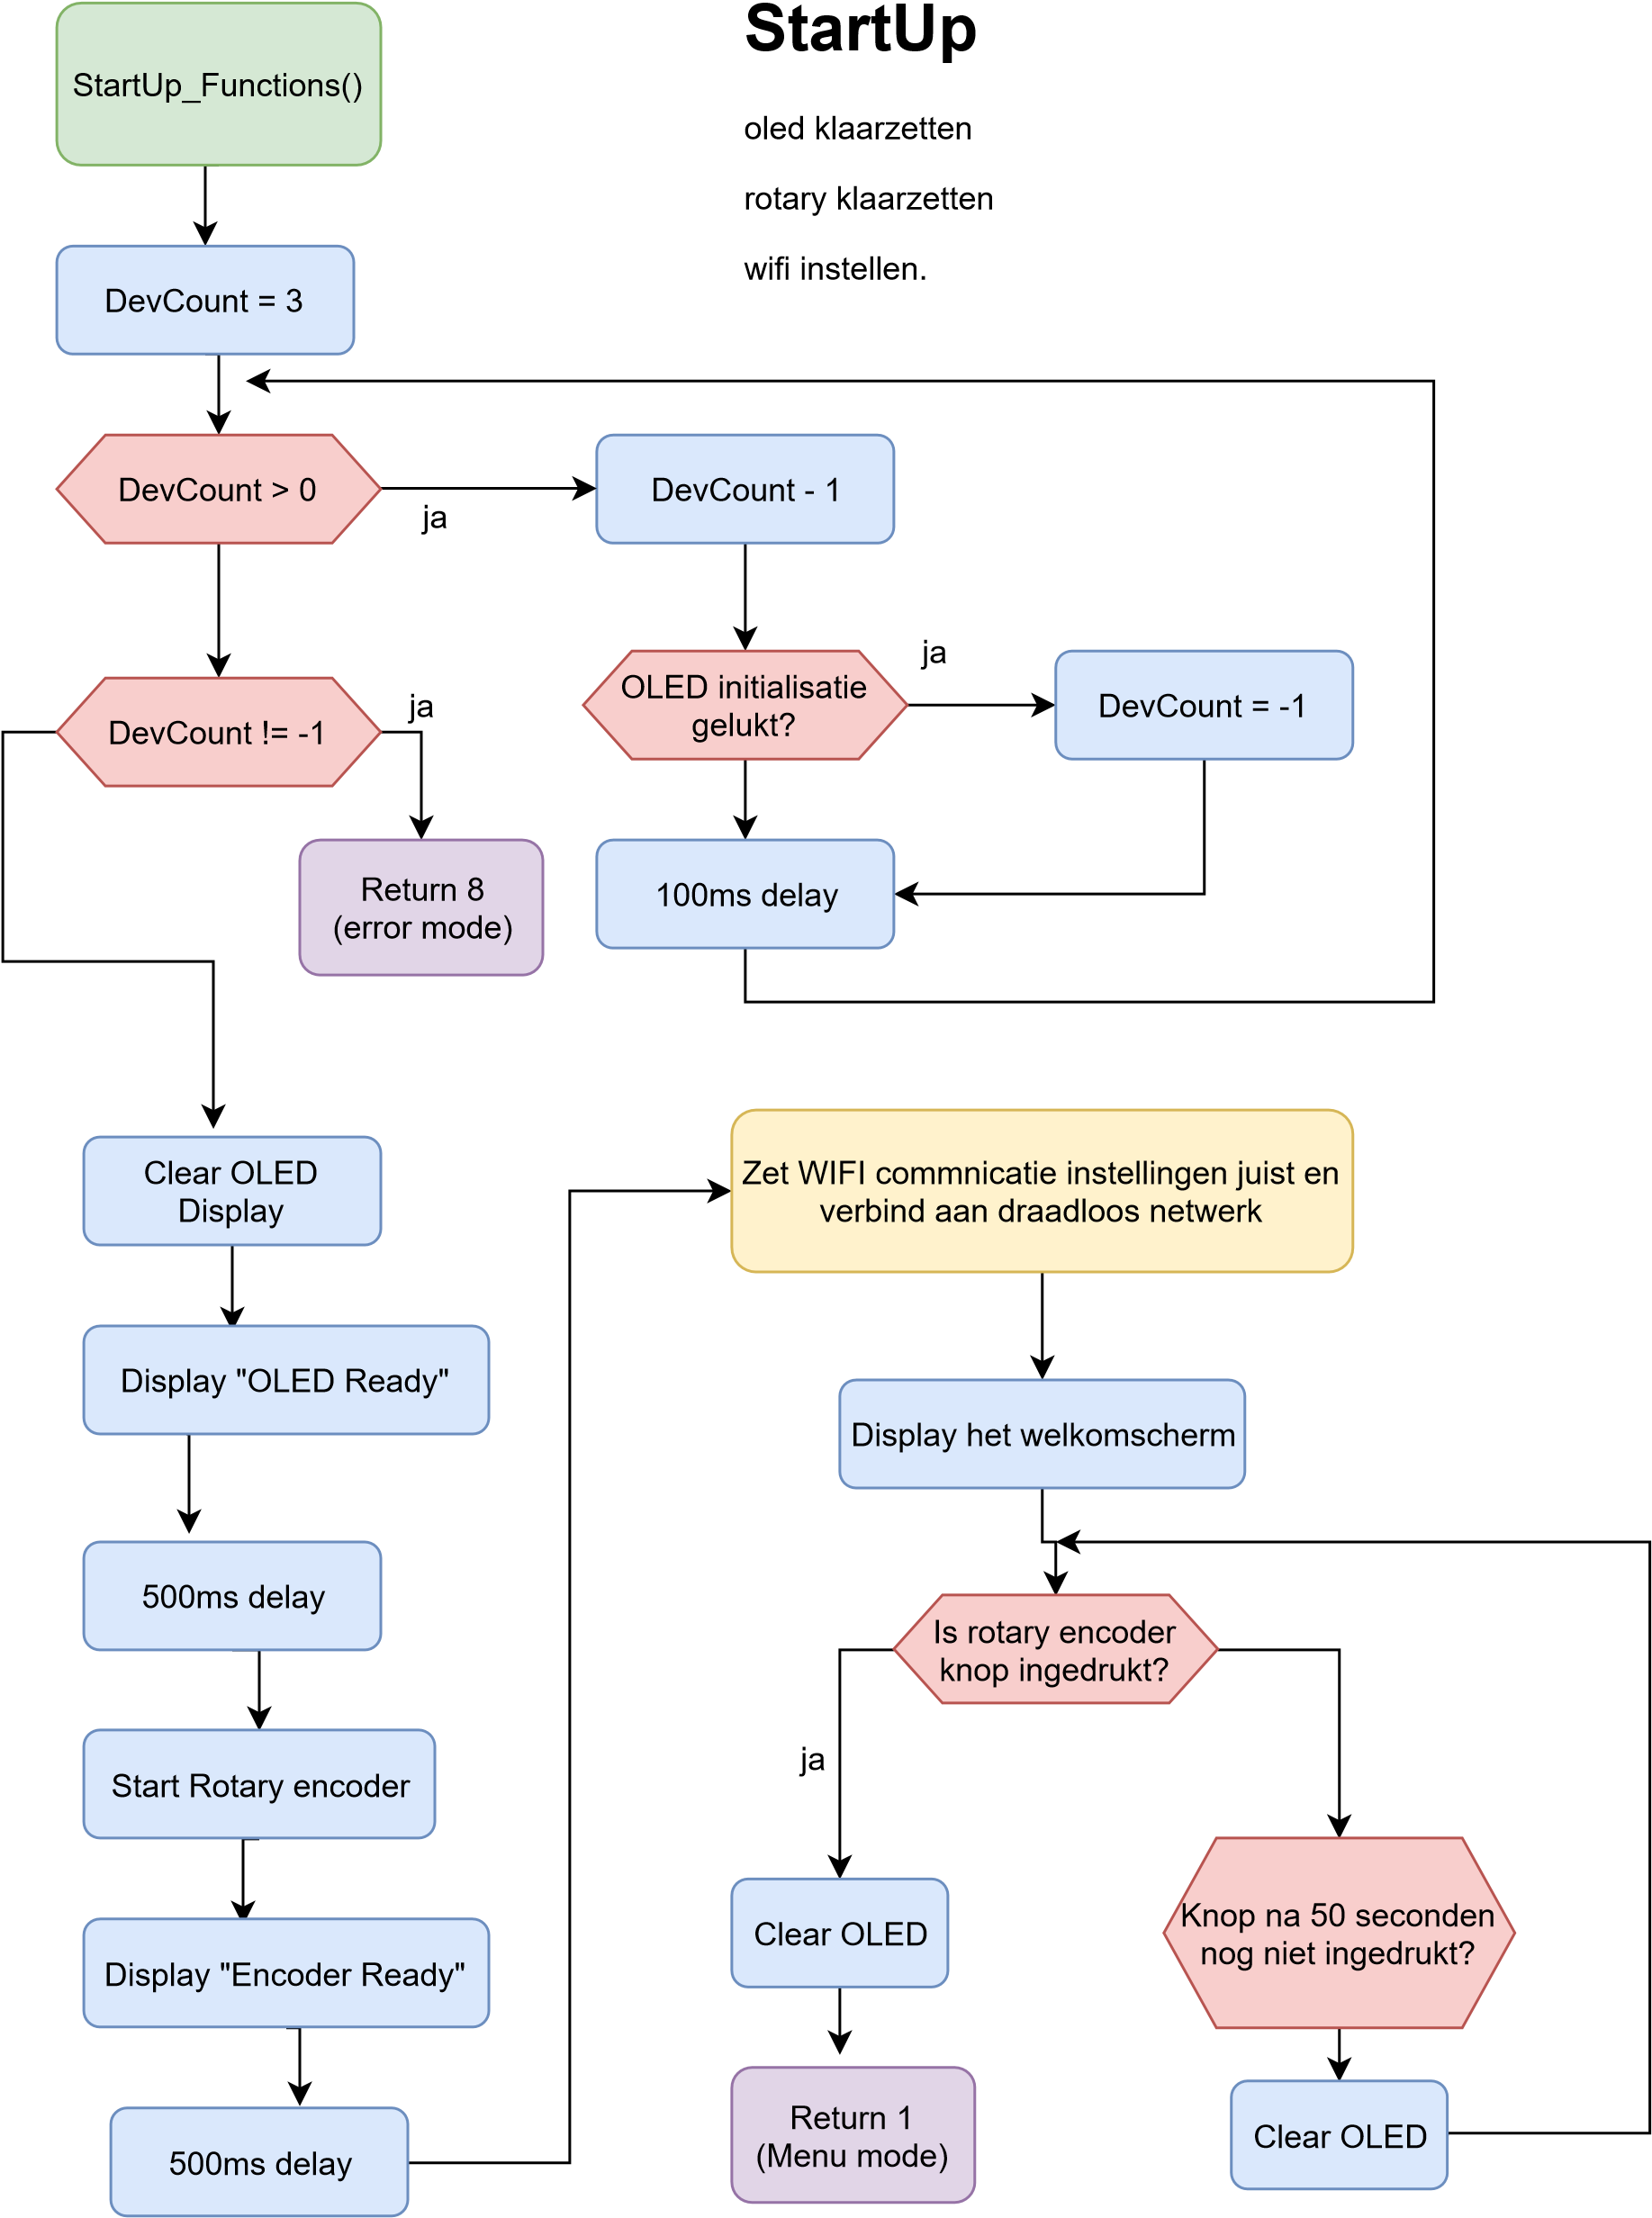 StartUp
oled klaarzetten
rotary klaarzetten
wifi instellen.
StartUp_Functions()
DevCount = 3
DevCount > 0
ja
DevCount - 1
OLED initialisatie
gelukt?
ja
DevCount = -1
100ms delay
DevCount != -1
ja
Return 8
(error mode)
Clear OLED
Display
Display "OLED Ready"
500ms delay
Start Rotary encoder
Display "Encoder Ready"
500ms delay
Zet WIFI commnicatie instellingen juist en
verbind aan draadloos netwerk
Display het welkomscherm
Is rotary encoder
knop ingedrukt?
ja
Clear OLED
Return 1
(Menu mode)
Knop na 50 seconden
nog niet ingedrukt?
Clear OLED